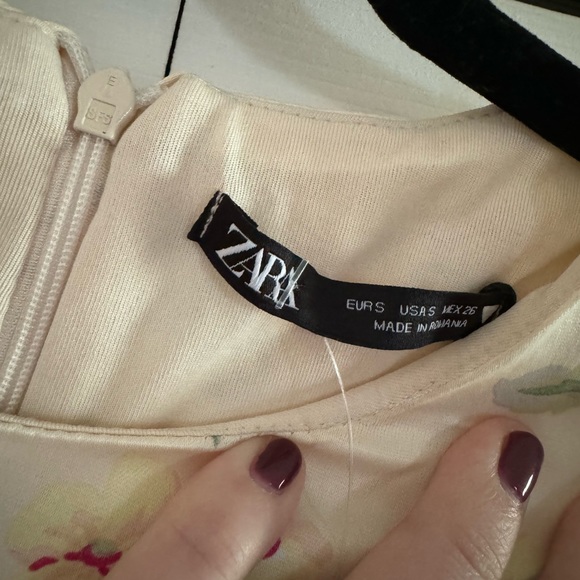 ZARA
EUR S USA S MEX 26
MADE IN ROMANIA